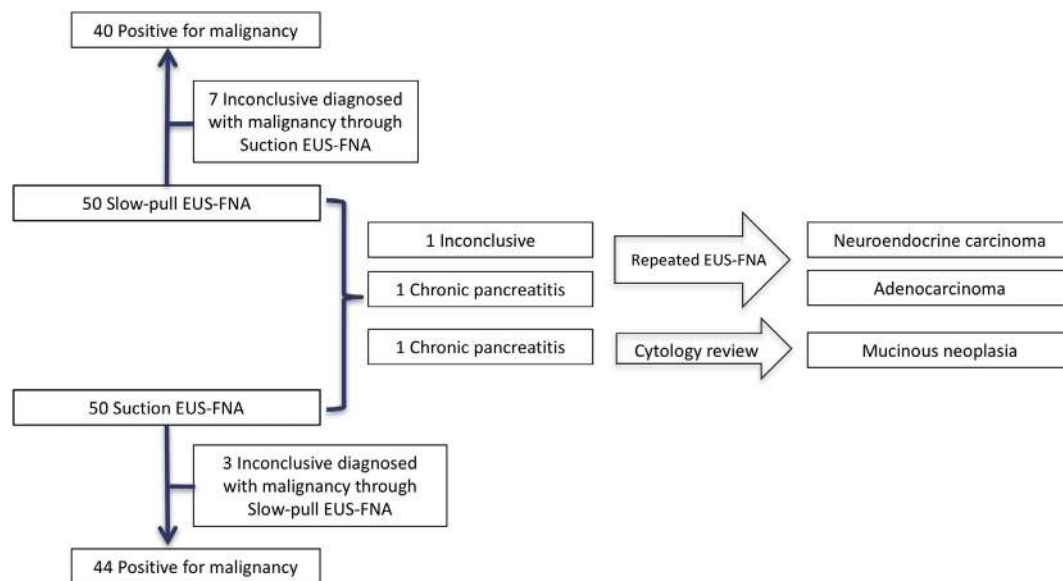 40 Positive for malignancy
7 Inconclusive diagnosed
with malignancy through
Suction EUS-FNA
50 Slow-pull EUS-FNA
1 Inconclusive
1 Chronic pancreatitis
1 Chronic pancreatitis
Repeated EUS-FNA
Cytology review
Neuroendocrine carcinoma
Adenocarcinoma
Mucinous neoplasia
50 Suction EUS-FNA
3 Inconclusive diagnosed
with malignancy through
Slow-pull EUS-FNA
44 Positive for malignancy